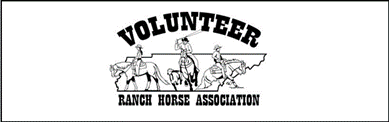 VOLUNTEER
RANCH HORSE ASSOCIATION